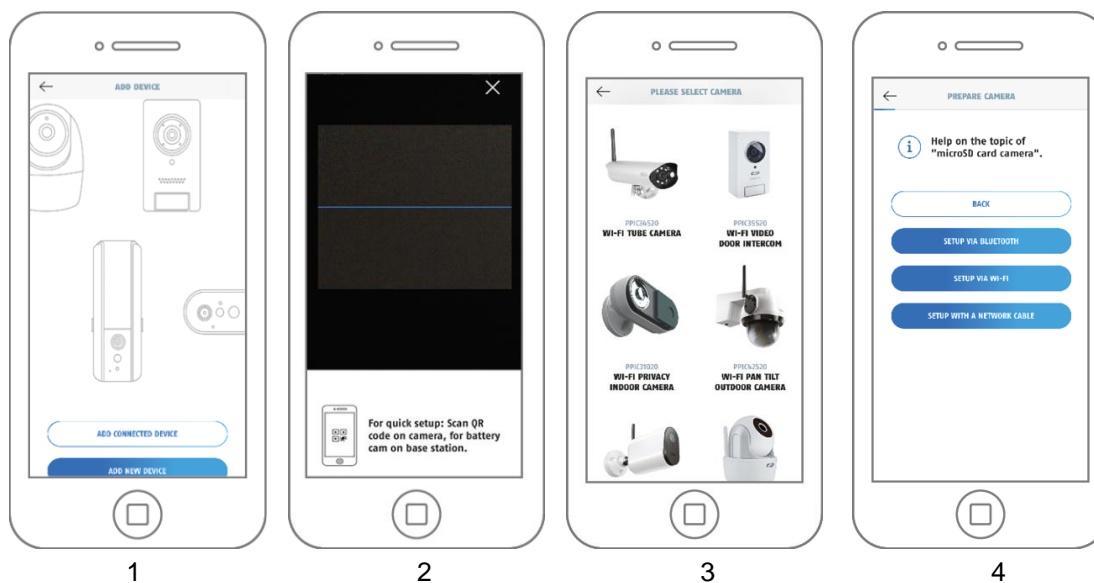 ADD DEVICE
ADD CONNECTED DEVICE
ADD NEW DEVICE
1
For quick setup: Scan QR
code on camera, for battery
cam on base station.
2
PLEASE SELECT CAMERA
PPIC34520
WI-FI TUBE CAMERA
PPIC35520
WI-FI VIDEO
DOOR INTERCOM
PPIC31020
WI-FI PRIVACY
INDOOR CAMERA
PPIC42520
WI-FI PAN TILT
OUTDOOR CAMERA
3
PREPARE CAMERA
i
Help on the topic of
"microSD card camera".
BACK
SETUP VIA BLUETOOTH
SETUP VIA WI-FI
SETUP WITH A NETWORK CABLE
4